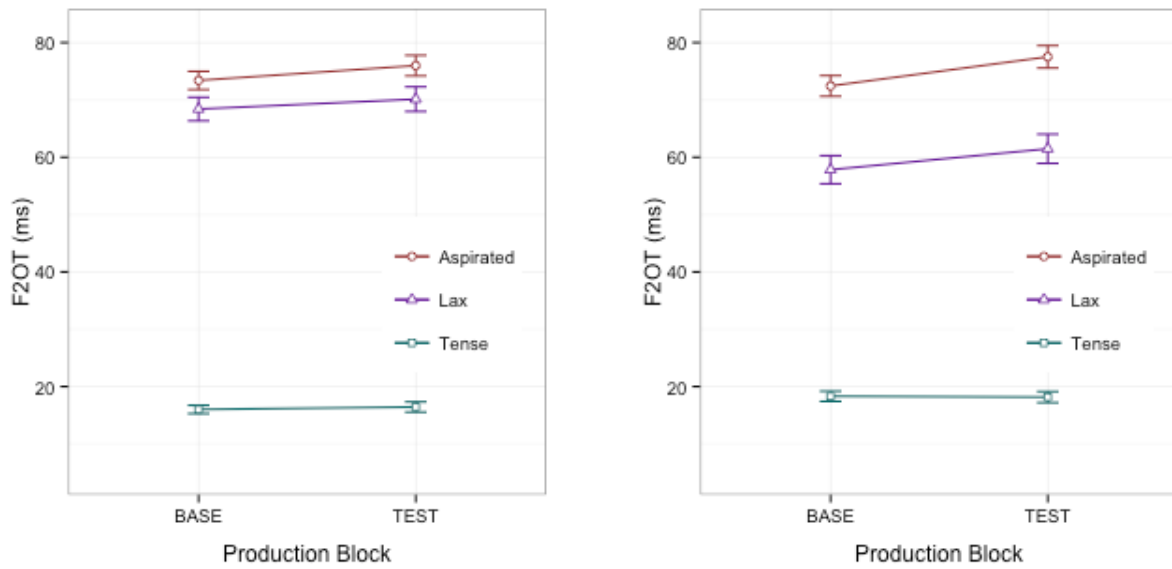 80
60
40
20
F2OT (ms)
Aspirated
Lax
Tense
BASE TEST
Production Block
80
60
40
20
F2OT (ms)
Aspirated
Lax
Tense
BASE TEST
Production Block